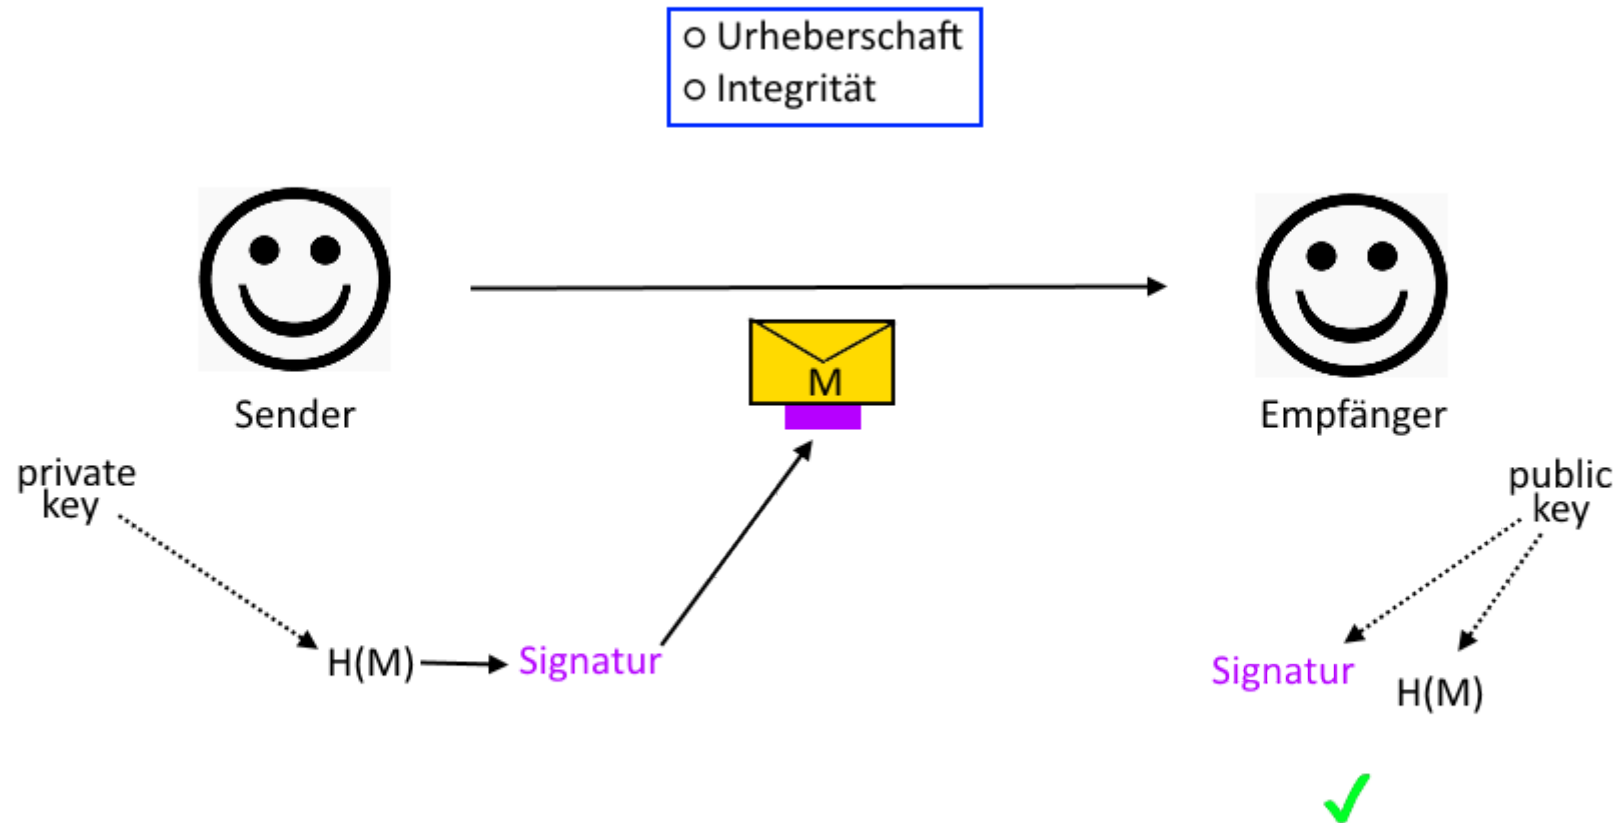 ○ Urheberschaft
○ Integrität
Sender
Empfänger
private
key
public
key
M
H(M)
Signatur
Signatur
H(M)